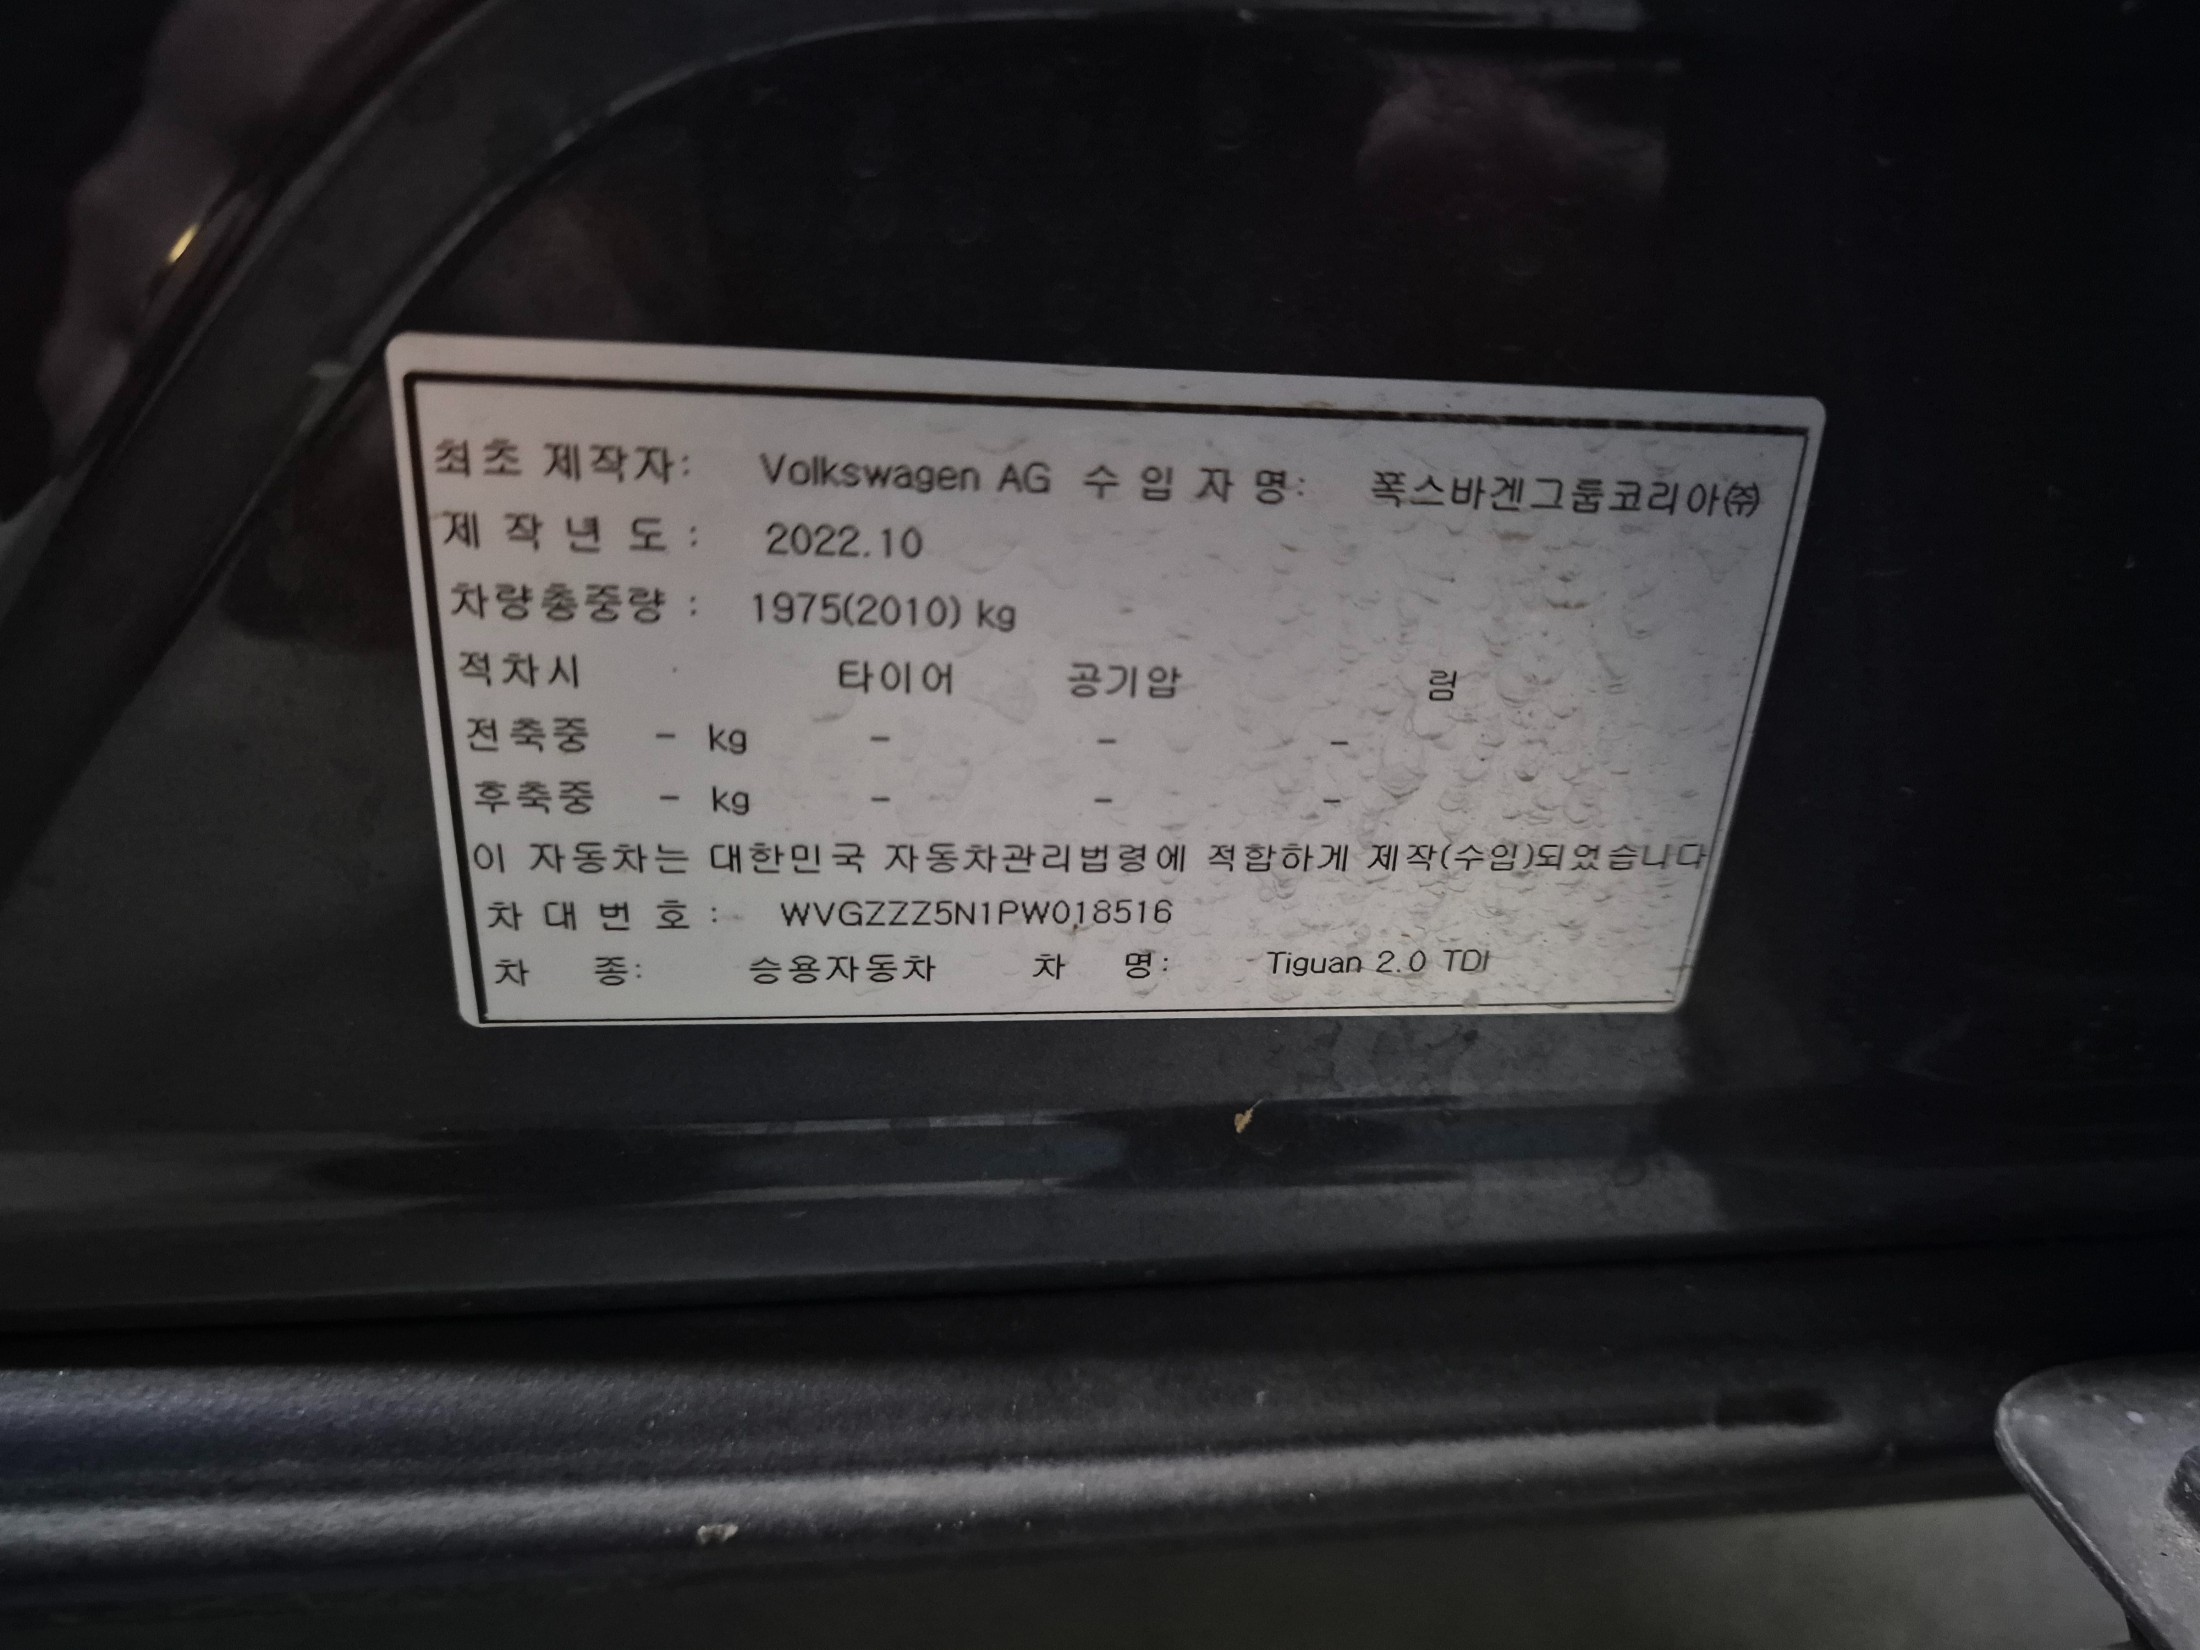 최초 제작자: Volkswagen AG 수 입 자 명: 폭스바겐그룹코리아㈜
제 작 년 도 : 2022.10
차량총중량 : 1975(2010) kg
적차시 타이어 공기압 림
전축중 - kg - - -
후축중 - kg - - -
이 자동차는 대한민국 자동차관리법령에 적합하게 제작(수입)되었습니다
차 대 번 호 : WVGZZZ5N1PW018516
차 종: 승용자동차 차 명: Tiguan 2.0 TDI